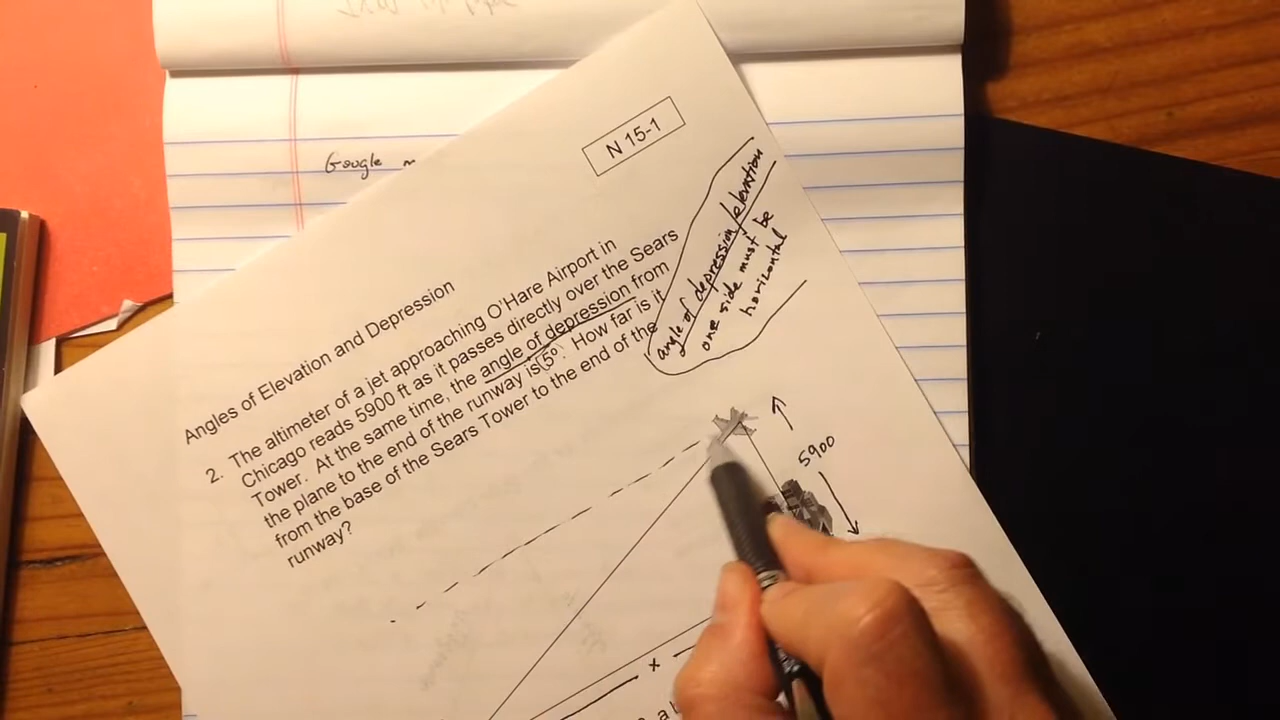 Google
N 15-1
angle of depression/elevation
one side must be
horizontal
Angles of Elevation and Depression
2. The altimeter of a jet approaching O'Hare Airport in
Chicago reads 5900 ft as it passes directly over the Sears
Tower. At the same time, the angle of depression from
the plane to the end of the runway is 5°. How far is it
from the base of the Sears Tower to the end of the
runway?
5900
x